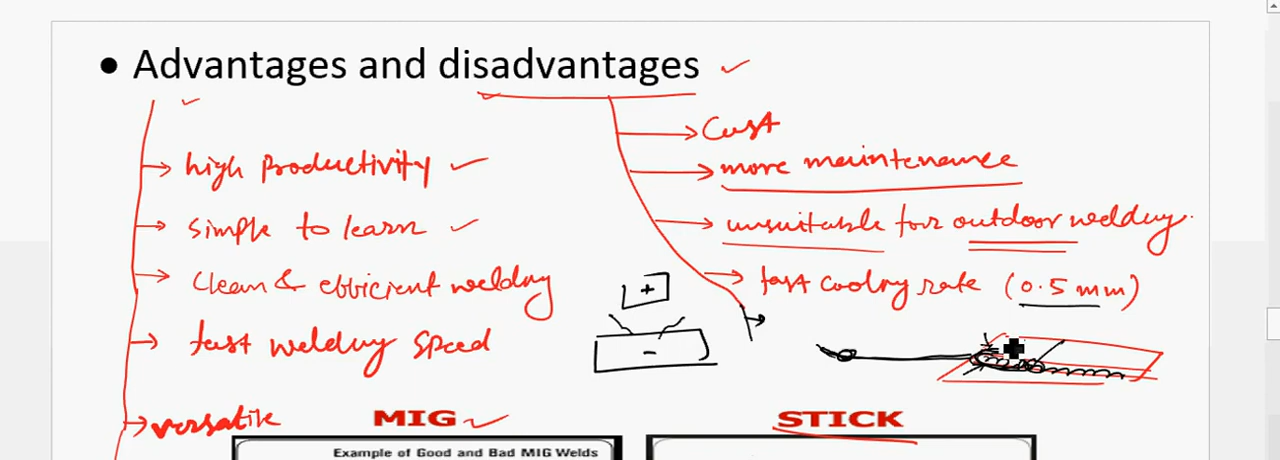 • Advantages and disadvantages
high productivity
simple to learn
clean & efficient welding
fast welding speed
versatile
Cost
more maintenance
unsuitable for outdoor welding.
fast cooling rate (0.5 mm)
+
-
MIG
STICK
Example of Good and Bad MIG Welds